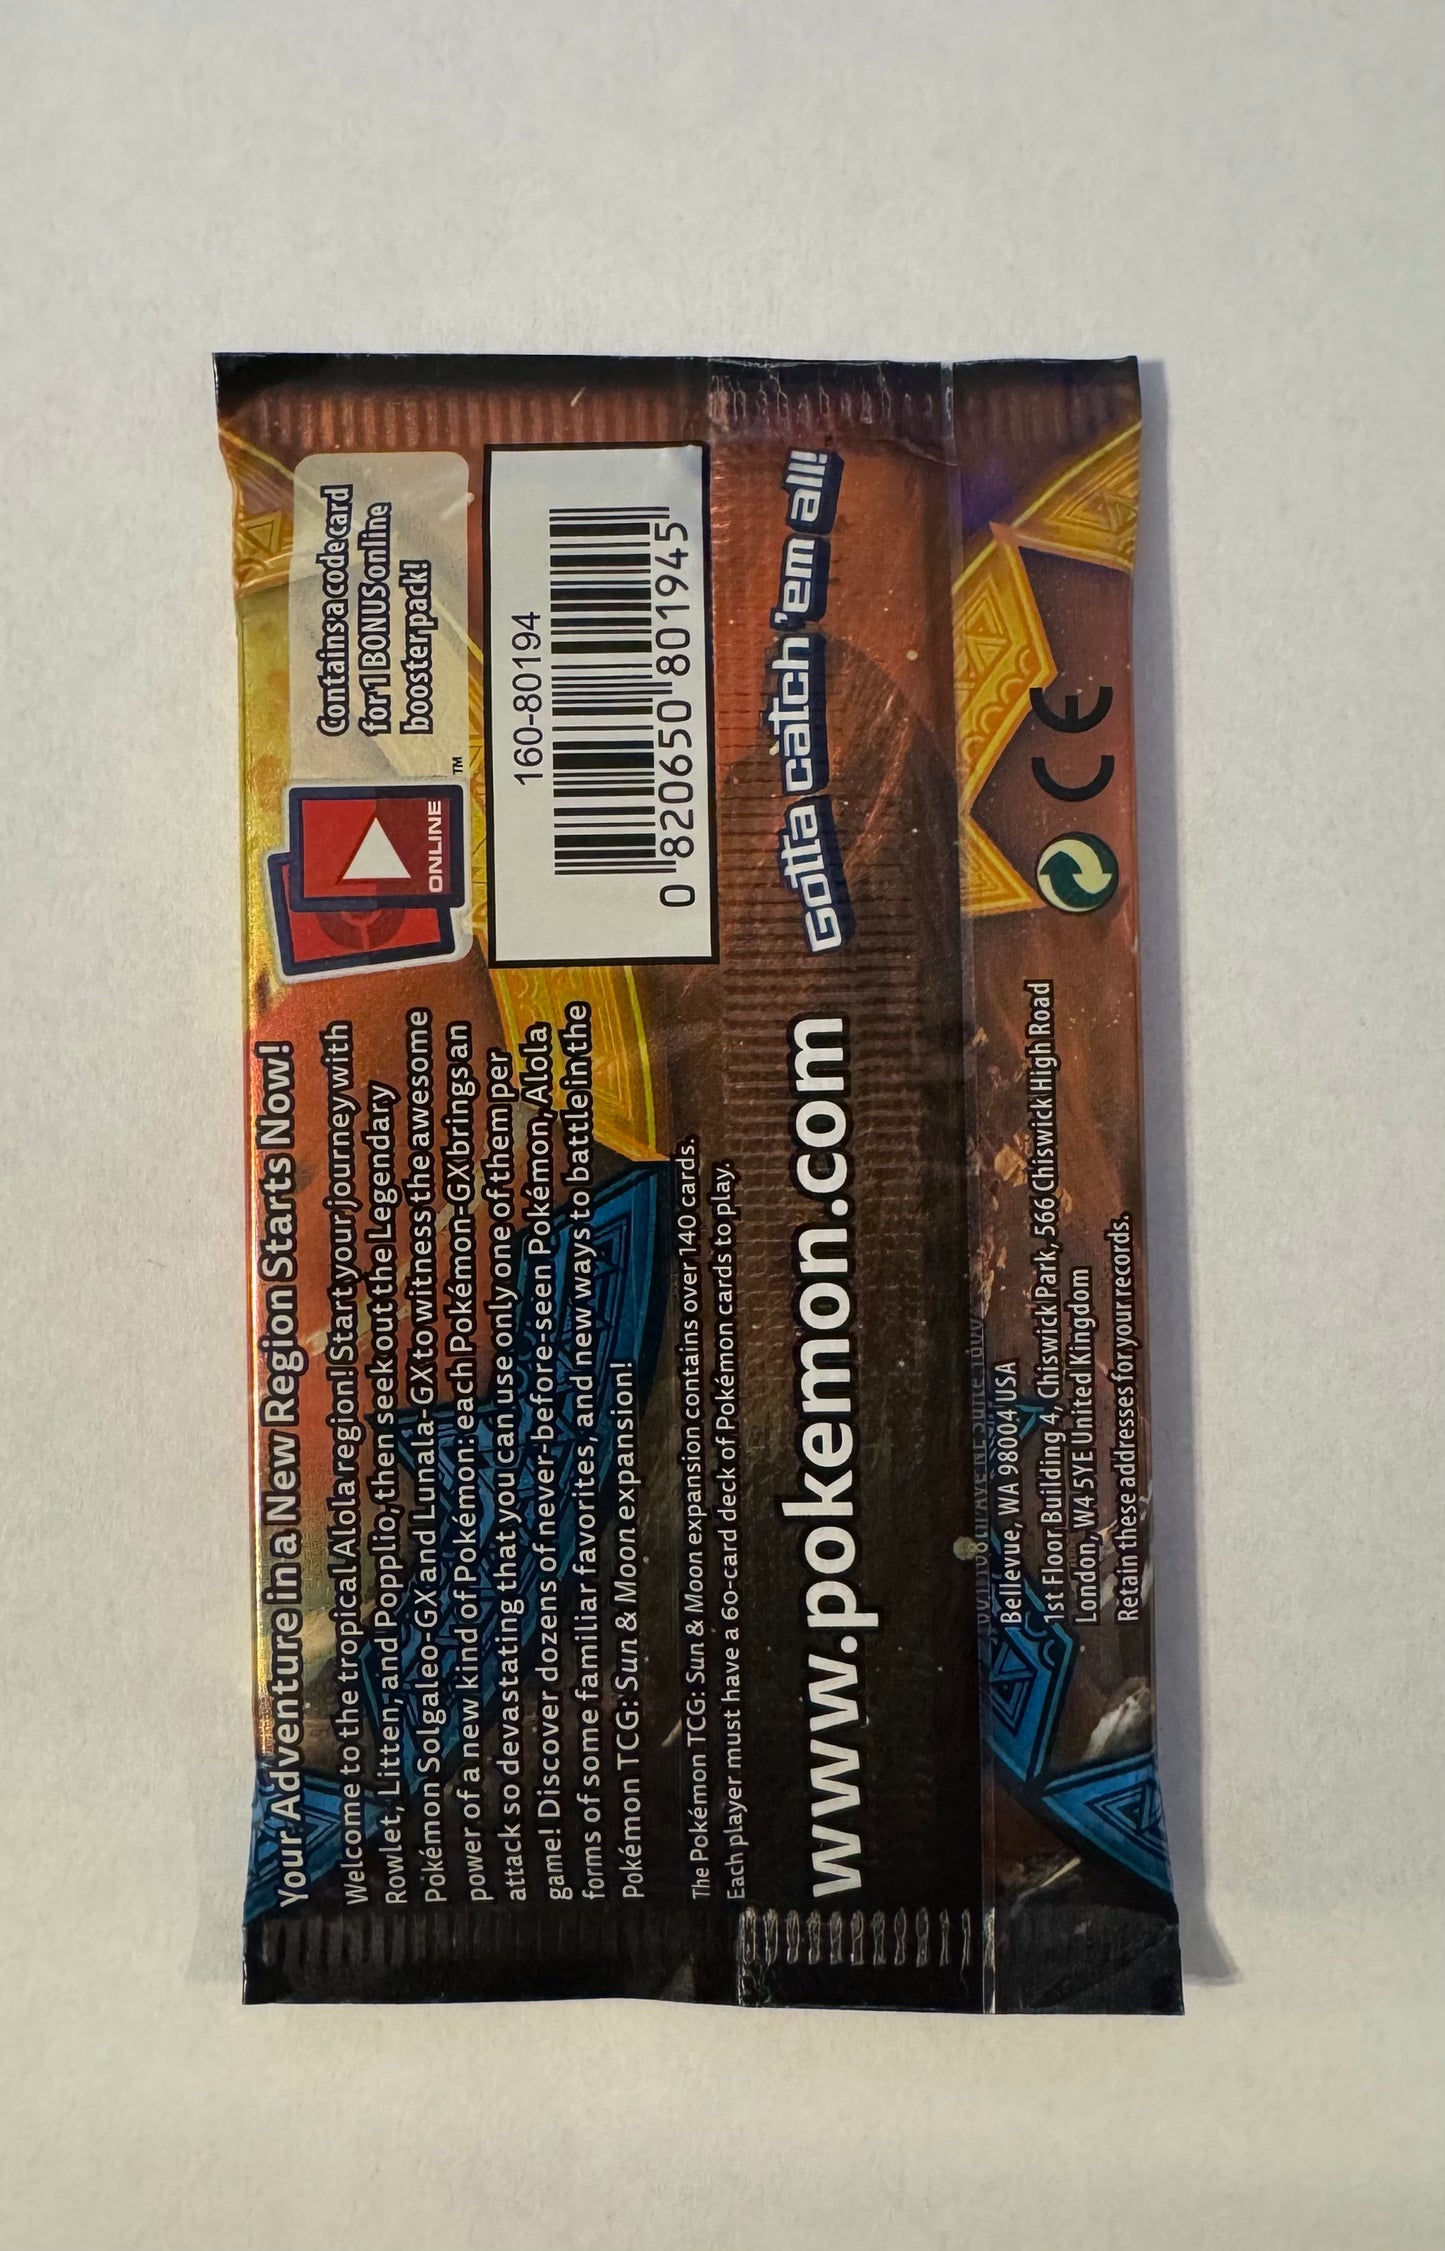 Your Adventure in a New Region Starts Now!
Welcome to the tropical Alola region! Start your journey with
Rowlet, Litten, and Popplio, then seek out the Legendary
Pokémon Solgaleo-GX and Lunala-GX to witness the awesome
power of a new kind of Pokémon: each Pokémon-GX brings an
attack so devastating that you can use only one of them per
game! Discover dozens of never-before-seen Pokémon, Alola
forms of some familiar favorites, and new ways to battle in the
Pokémon TCG: Sun & Moon expansion!
The Pokémon TCG: Sun & Moon expansion contains over 140 cards.
Each player must have a 60-card deck of Pokémon cards to play.
ONLINE
TM
Contains a code card
for 1 BONUS online
booster pack!
160-80194
0 820650 801945
www.pokemon.com
Gotta catch 'em all!
Bellevue, WA 98004 USA
1st Floor Building 4, Chiswick Park, 566 Chiswick High Road
London, W4 5YE United Kingdom
Retain these addresses for your records.
CE